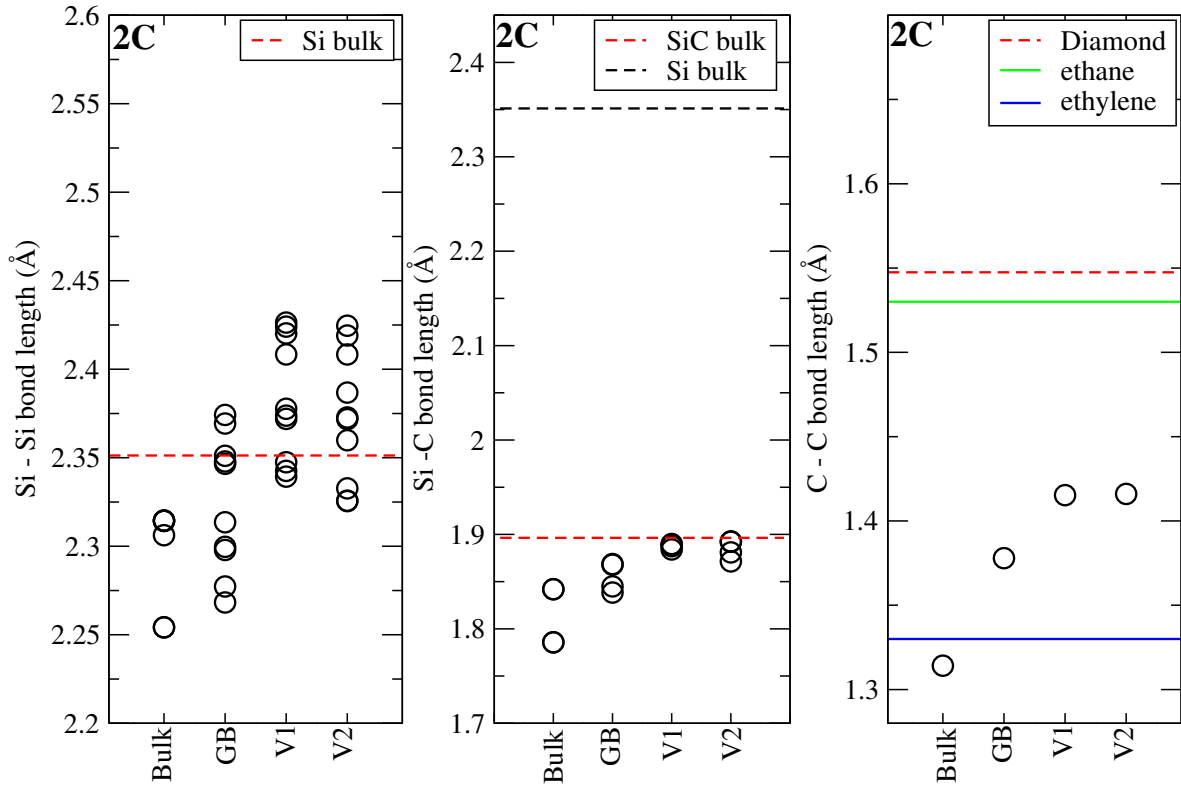 2C
Si bulk
2.6
2.55
2.5
2.45
2.4
2.35
2.3
2.25
2.2
Si - Si bond length (Å)
Bulk
GB
V1
V2
2C
SiC bulk
Si bulk
2.4
2.3
2.2
2.1
2
1.9
1.8
1.7
Si -C bond length (Å)
Bulk
GB
V1
V2
2C
Diamond
ethane
ethylene
1.6
1.5
1.4
1.3
C - C bond length (Å)
Bulk
GB
V1
V2